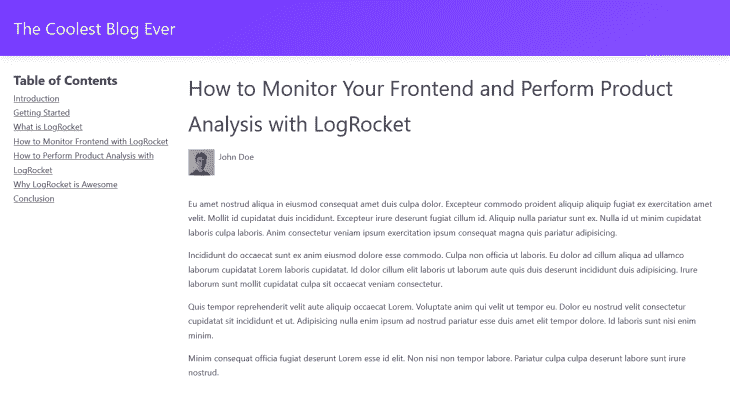 The Coolest Blog Ever
Table of Contents
Introduction
Getting Started
What is LogRocket
How to Monitor Frontend with LogRocket
How to Perform Product Analysis with
LogRocket
Why LogRocket is Awesome
Conclusion
How to Monitor Your Frontend and Perform Product
Analysis with LogRocket
John Doe
Eu amet nostrud aliqua in eiusmod consequat amet duis culpa dolor. Excepteur commodo proident aliquip aliquip fugiat ex exercitation amet
velit. Mollit id cupidatat duis incididunt. Excepteur irure deserunt fugiat cillum id. Aliquip nulla pariatur sunt ex. Nulla id ut minim cupidatat
laboris culpa laboris. Anim consectetur veniam ipsum exercitation ipsum consequat magna quis pariatur adipisicing.
Incididunt do occaecat sunt ex anim eiusmod dolore esse commodo. Culpa non officia ut laboris. Eu dolor ad cillum aliqua ad ullamco
laborum cupidatat Lorem laboris cupidatat. Id dolor cillum elit laboris ut laborum aute quis duis deserunt incididunt duis adipisicing. Irure
laborum sunt mollit cupidatat culpa sit occaecat veniam consectetur.
Quis tempor reprehenderit velit aute aliquip occaecat Lorem. Voluptate anim qui velit ut tempor eu. Dolor eu nostrud velit consectetur
cupidatat sit incididunt et ut. Adipisicing nulla enim ipsum ad nostrud pariatur esse duis amet elit tempor dolore. Id laboris sunt nisi enim
minim.
Minim consequat officia fugiat deserunt Lorem esse id elit. Non nisi non tempor labore. Pariatur culpa culpa deserunt labore sunt irure
nostrud.